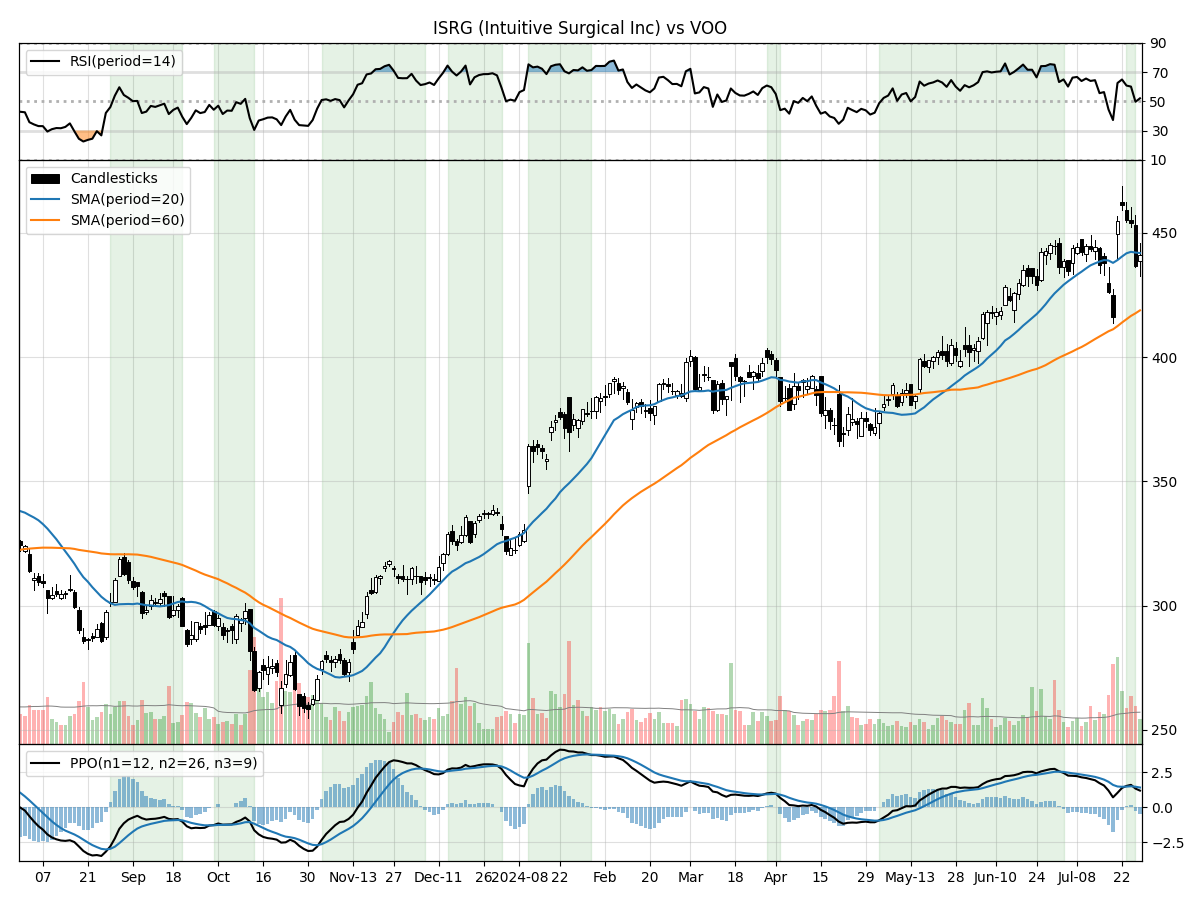 ISRG (Intuitive Surgical Inc) vs VOO
RSI(period=14)
90
70
50
30
10
Candlesticks
SMA(period=20)
SMA(period=60)
450
400
350
300
250
PPO(n1=12, n2=26, n3=9)
2.5
0.0
−2.5
07 21 Sep 18 Oct 16 30 Nov-13 27 Dec-11 26 2024-08 22 Feb 20 Mar 18 Apr 15 29 May-13 28 Jun-10 24 Jul-08 22